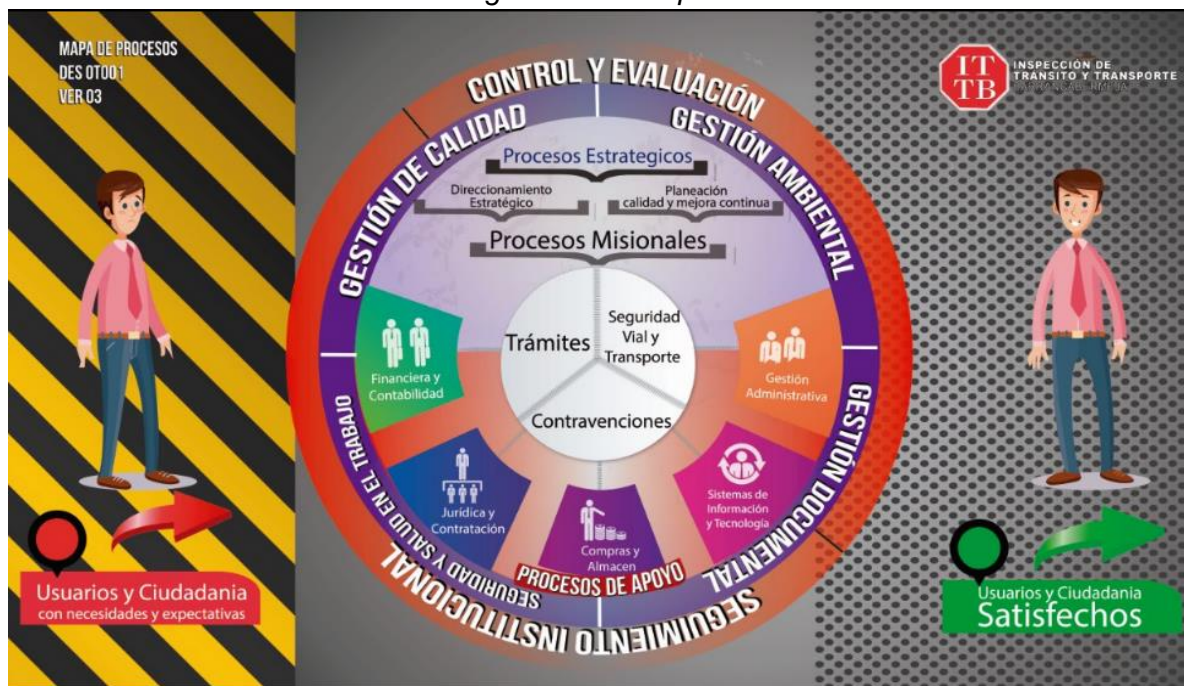 MAPA DE PROCESOS
DES OT001
VER 03
ITTB
INSPECCIÓN DE
TRÁNSITO Y TRANSPORTE
BARRANCABERMEJA
CONTROL Y EVALUACIÓN
GESTIÓN DE CALIDAD
GESTIÓN AMBIENTAL
Procesos Estrategicos
Direccionamiento
Estratégico
Planeación
calidad y mejora continua
Procesos Misionales
Trámites
Seguridad
Vial y
Transporte
Contravenciones
Financiera y
Contabilidad
Gestión
Administrativa
Jurídica y
Contratación
Compras y
Almacen
Sistemas de
Información
y Tecnología
PROCESOS DE APOYO
SEGURIDAD Y SALUD EN EL TRABAJO
GESTIÓN DOCUMENTAL
SEGUIMIENTO INSTITUCIONAL
Usuarios y Ciudadania
con necesidades y expectativas
Usuarios y Ciudadania
Satisfechos